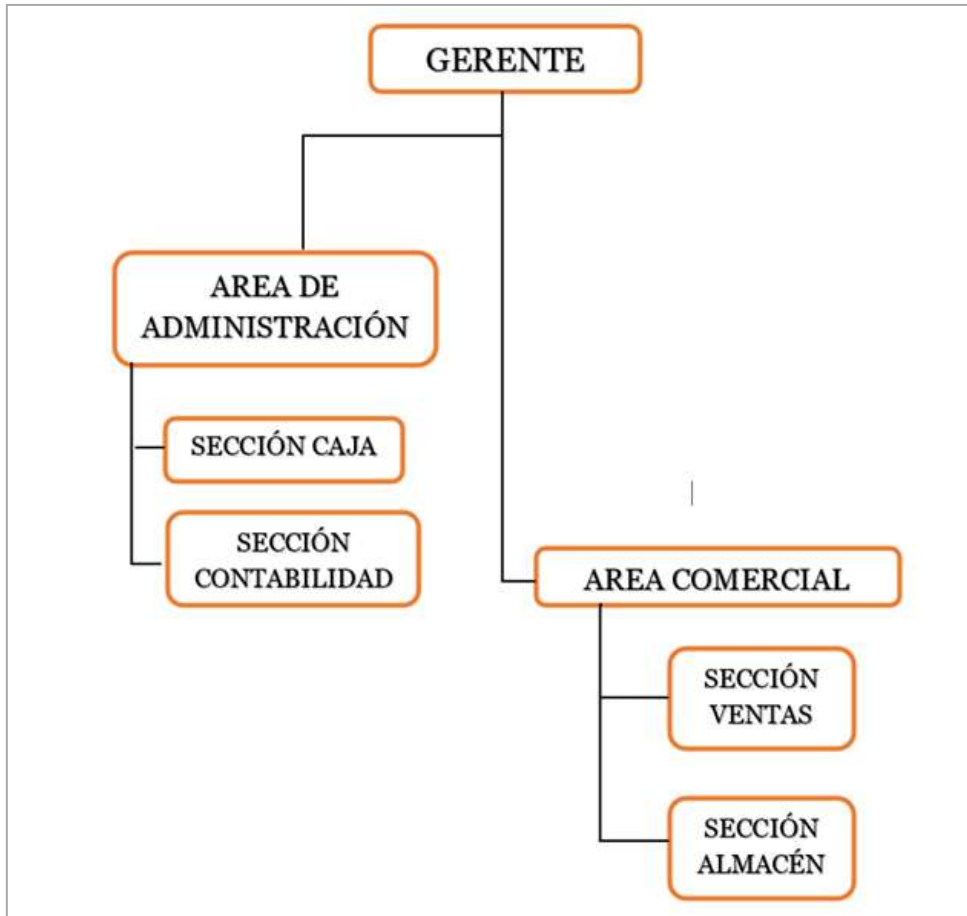 GERENTE
AREA DE
ADMINISTRACIÓN
SECCIÓN CAJA
SECCIÓN
CONTABILIDAD
AREA COMERCIAL
SECCIÓN
VENTAS
SECCIÓN
ALMACÉN